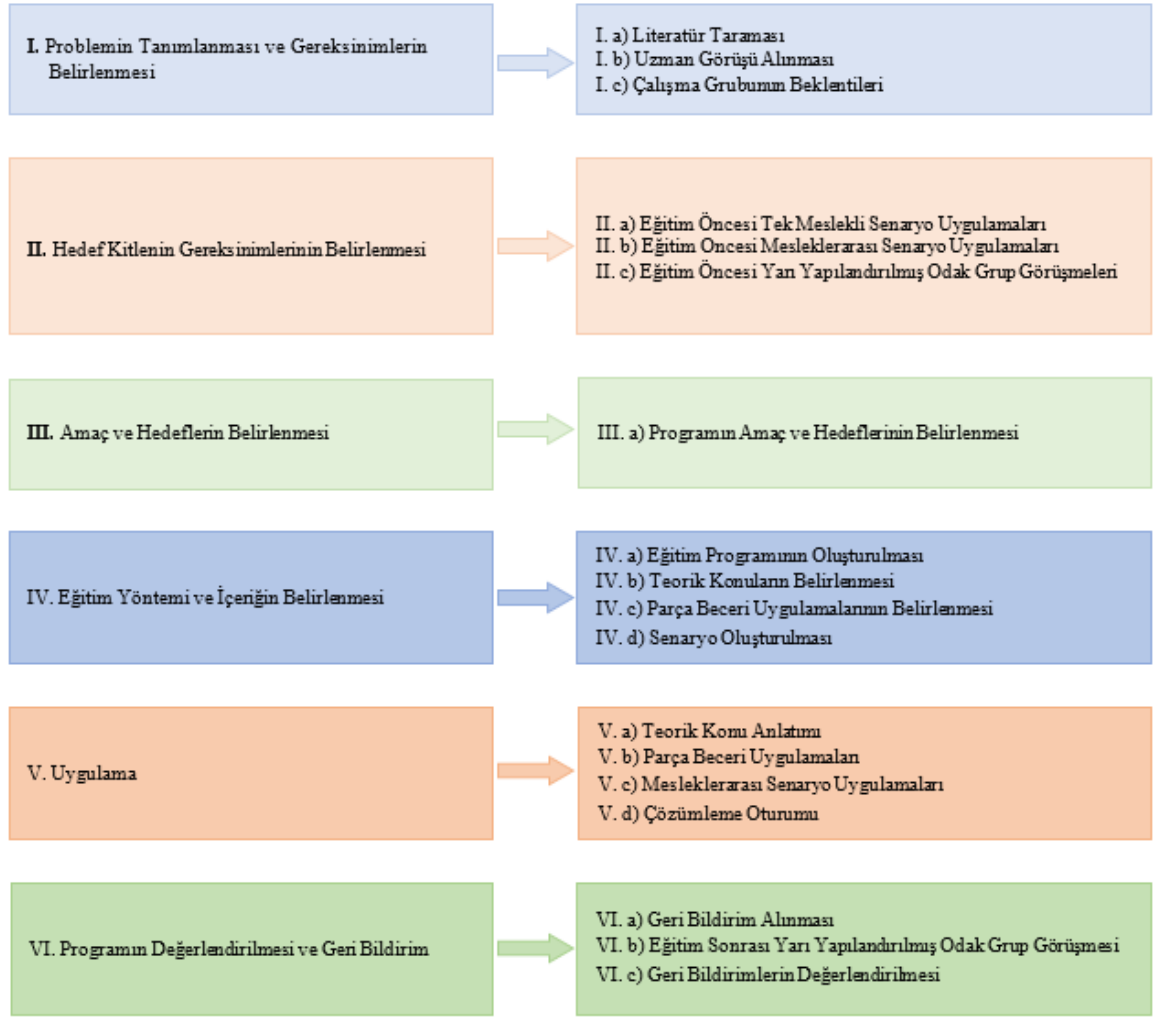 I. Problemin Tanımlanması ve Gereksinimlerin
Belirlenmesi
I. a) Literatür Taraması
I. b) Uzman Görüşü Alınması
I. c) Çalışma Grubunun Beklentileri
II. Hedef Kitlenin Gereksinimlerinin Belirlenmesi
II. a) Eğitim Öncesi Tek Meslekli Senaryo Uygulamaları
II. b) Eğitim Oncesi Mesleklerarası Senaryo Uygulamaları
II. c) Eğitim Öncesi Yarı Yapılandırılmış Odak Grup Görüşmeleri
III. Amaç ve Hedeflerin Belirlenmesi
III. a) Programın Amaç ve Hedeflerinin Belirlenmesi
IV. Eğitim Yöntemi ve İçeriğin Belirlenmesi
IV. a) Eğitim Programının Oluşturulması
IV. b) Teorik Konuların Belirlenmesi
IV. c) Parça Beceri Uygulamalarının Belirlenmesi
IV. d) Senaryo Oluşturulması
V. Uygulama
V. a) Teorik Konu Anlatımı
V. b) Parça Beceri Uygulamaları
V. c) Mesleklerarası Senaryo Uygulamaları
V. d) Çözümleme Oturumu
VI. Programın Değerlendirilmesi ve Geri Bildirim
VI. a) Geri Bildirim Alınması
VI. b) Eğitim Sonrası Yarı Yapılandırılmış Odak Grup Görüşmesi
VI. c) Geri Bildirimlerin Değerlendirilmesi